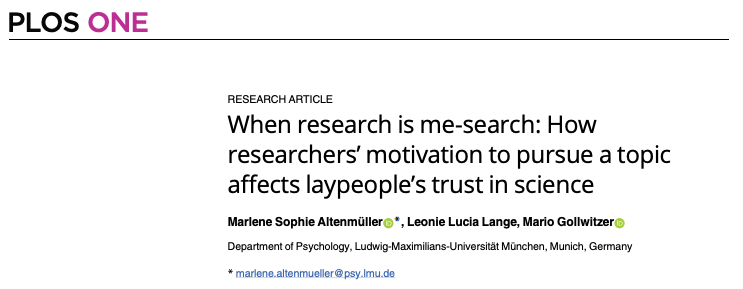 PLOS ONE
RESEARCH ARTICLE
When research is me-search: How
researchers’ motivation to pursue a topic
affects laypeople’s trust in science
Marlene Sophie Altenmüller iD *, Leonie Lucia Lange, Mario Gollwitzer iD
Department of Psychology, Ludwig-Maximilians-Universität München, Munich, Germany
* marlene.altenmueller@psy.lmu.de